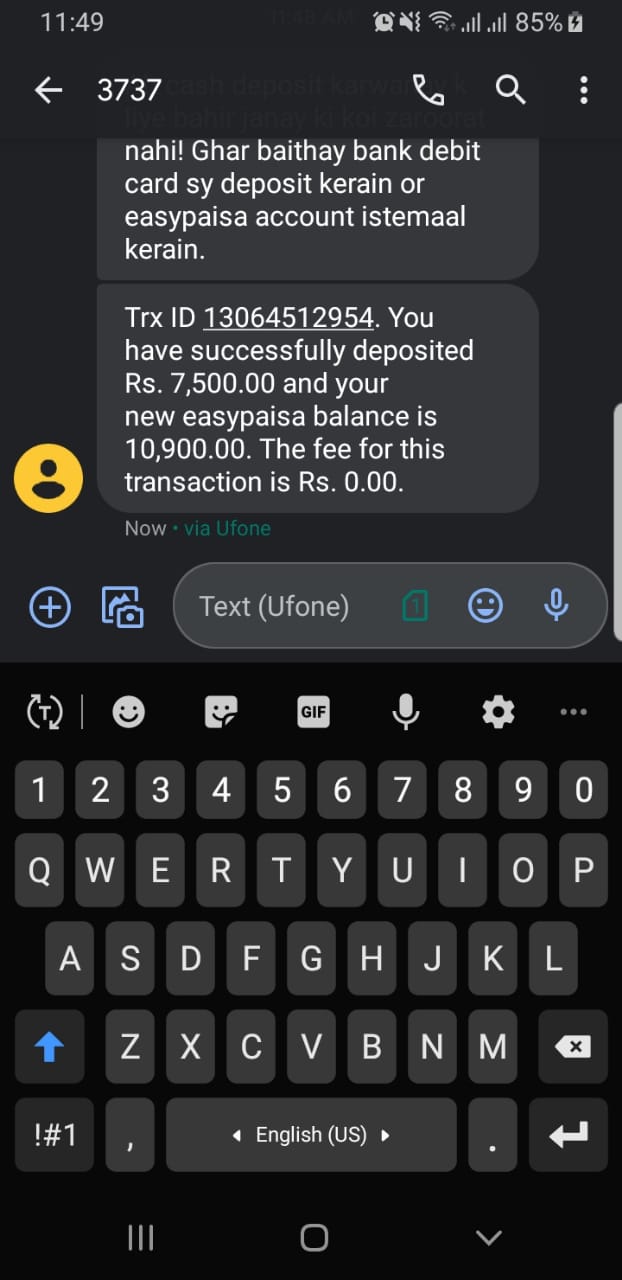 11:49
85%
3737
cash deposit karwanay k
liye bahir janay ki koi zaroorat
nahi! Ghar baithay bank debit
card sy deposit kerain or
easypaisa account istemaal
kerain.
Trx ID 13064512954. You
have successfully deposited
Rs. 7,500.00 and your
new easypaisa balance is
10,900.00. The fee for this
transaction is Rs. 0.00.
Now • via Ufone
Text (Ufone) 1
T GIF
1 2 3 4 5 6 7 8 9 0
Q W E R T Y U I O P
A S D F G H J K L
Z X C V B N M
!#1 , English (US) .